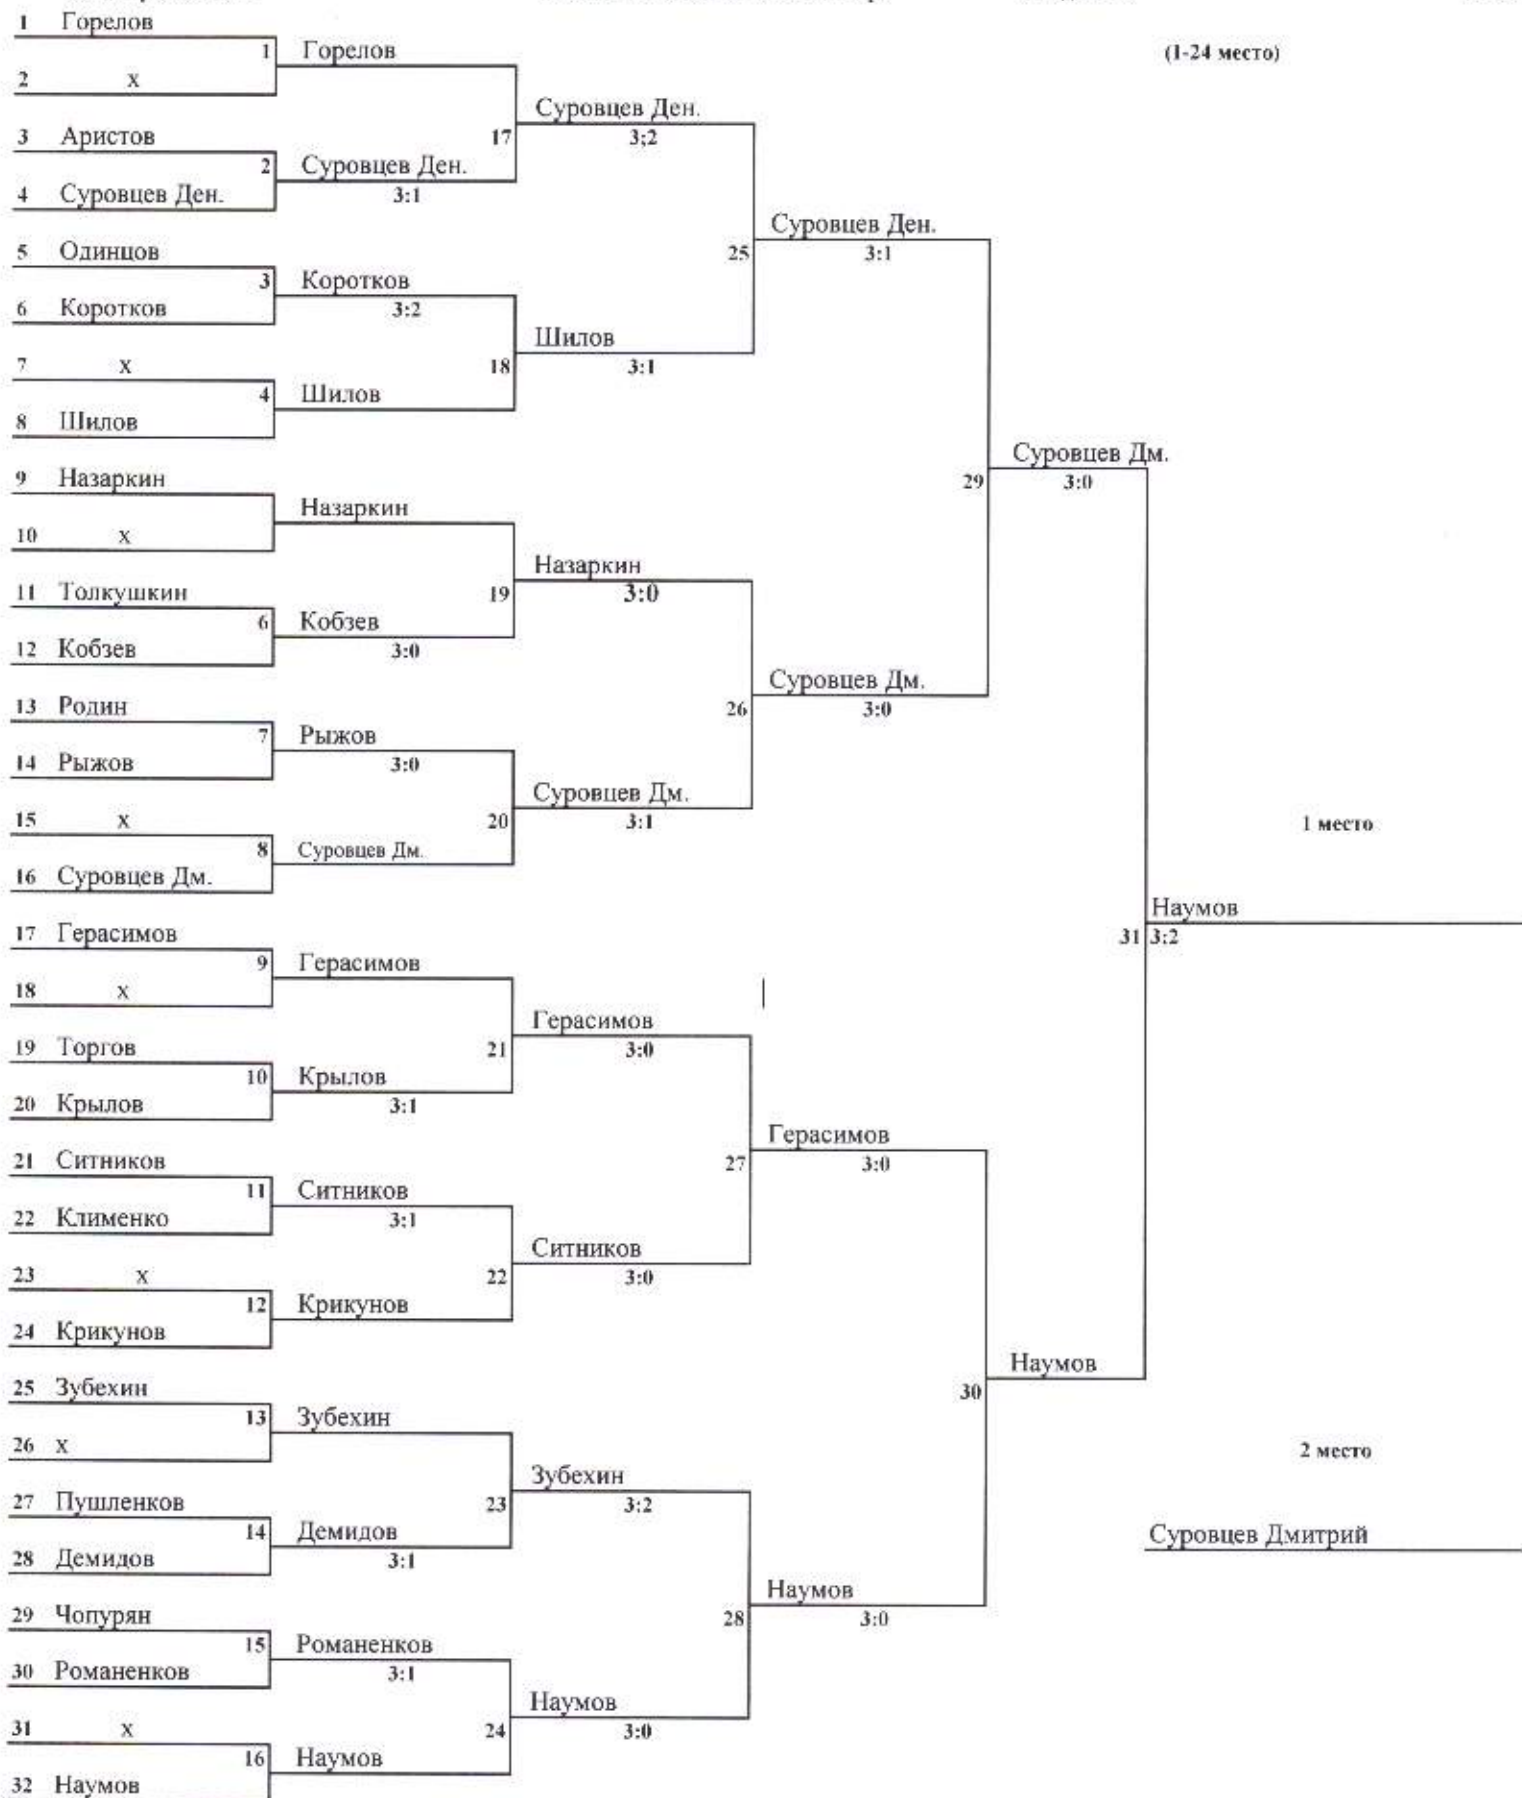 1 Горелов
1 Горелов
(1-24 место)
2 х
Суровцев Ден.
17 3;2
3 Аристов
2 Суровцев Ден.
3:1
4 Суровцев Ден.
Суровцев Ден.
25 3:1
5 Одинцов
3 Коротков
3:2
6 Коротков
Шилов
18 3:1
7 х
4 Шилов
8 Шилов
Суровцев Дм.
29 3:0
9 Назаркин
Назаркин
10 х
Назаркин
19 3:0
11 Толкушкин
6 Кобзев
3:0
12 Кобзев
Суровцев Дм.
26 3:0
13 Родин
7 Рыжов
3:0
14 Рыжов
Суровцев Дм.
20 3:1
15 х
1 место
8 Суровцев Дм.
16 Суровцев Дм.
Наумов
31 3:2
17 Герасимов
9 Герасимов
18 х
Герасимов
21 3:0
19 Торгов
10 Крылов
3:1
20 Крылов
Герасимов
27 3:0
21 Ситников
11 Ситников
3:1
22 Клименко
Ситников
22 3:0
23 х
12 Крикунов
24 Крикунов
Наумов
30
25 Зубехин
13 Зубехин
26 х
2 место
Зубехин
23 3:2
27 Пушленков
14 Демидов
3:1
28 Демидов
Суровцев Дмитрий
Наумов
28 3:0
29 Чопурян
15 Романенков
3:1
30 Романенков
Наумов
24 3:0
31 х
16 Наумов
32 Наумов